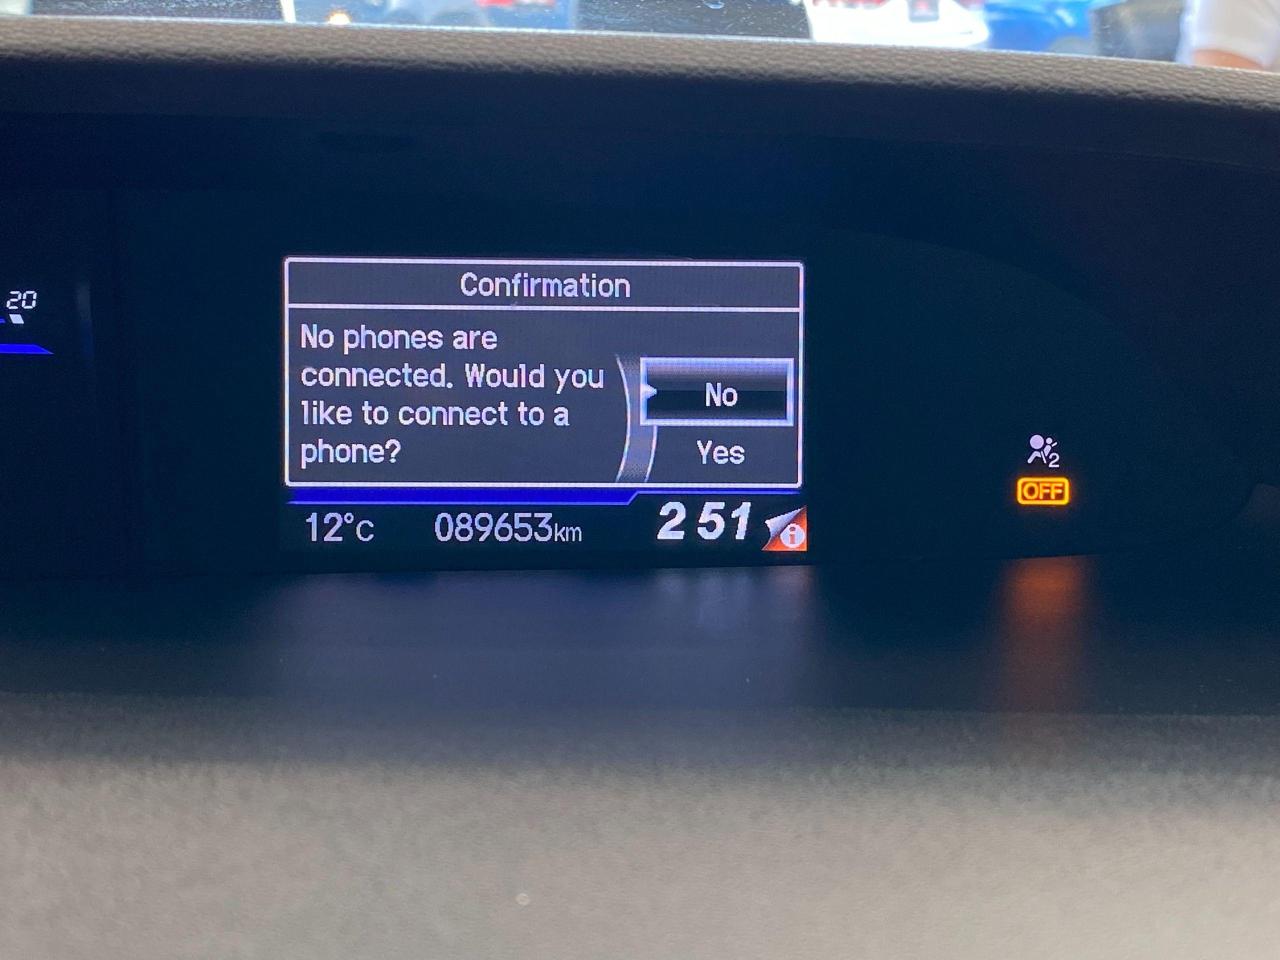 20
Confirmation
No phones are
connected. Would you
like to connect to a
phone?
No
Yes
12°C 089653km 2 51
i
2
OFF